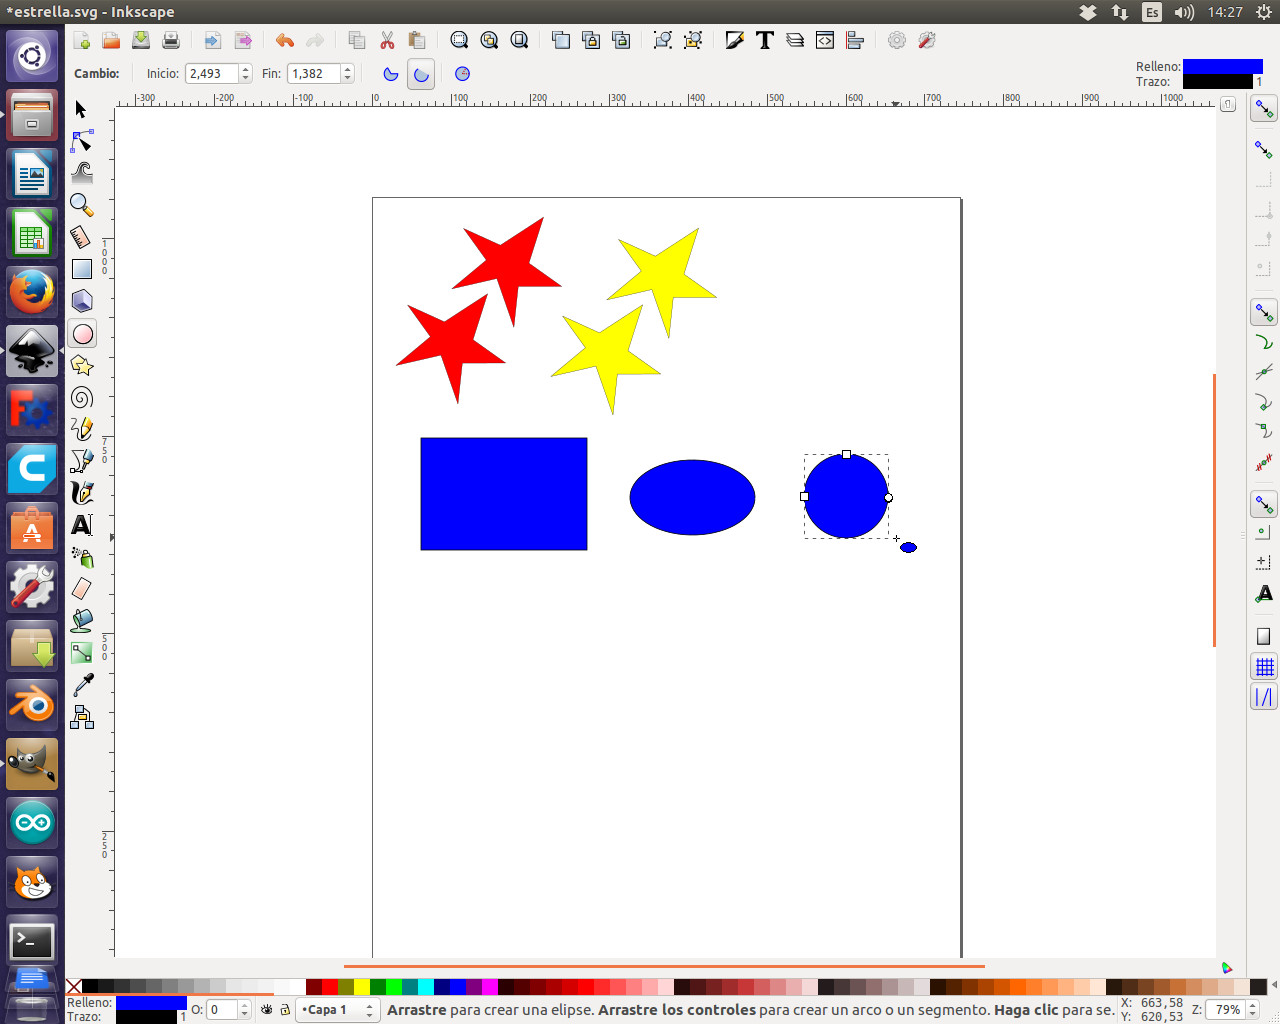 *estrella.svg - Inkscape
Es
14:27
Cambio: Inicio: 2,493 Fin: 1,382
Relleno:
Trazo: 1
-300 -200 -100 0 100 200 300 400 500 600 700 800 900 1000
1000
750
500
250
Relleno:
Trazo: 1
O: 0
•Capa 1
Arrastre para crear una elipse. Arrastre los controles para crear un arco o un segmento. Haga clic para se.
X: 663,58
Y: 620,53
Z: 79%